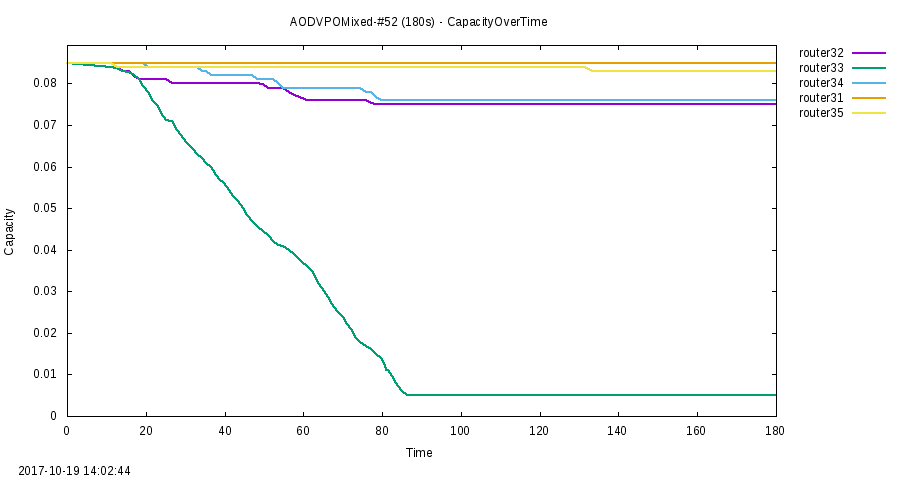 AODVPOMixed-#52 (180s) - CapacityOverTime
router32
router33
router34
router31
router35
Capacity
0.08
0.07
0.06
0.05
0.04
0.03
0.02
0.01
0
0 20 40 60 80 100 120 140 160 180
Time
2017-10-19 14:02:44